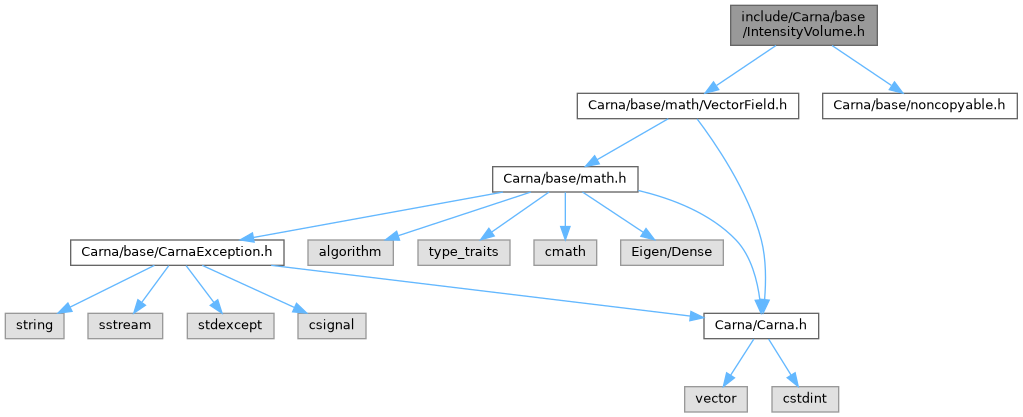 include/Carna/base
/IntensityVolume.h
Carna/base/math/VectorField.h
Carna/base/noncopyable.h
Carna/base/math.h
Carna/base/CarnaException.h
algorithm
type_traits
cmath
Eigen/Dense
string
sstream
stdexcept
csignal
Carna/Carna.h
vector
cstdint